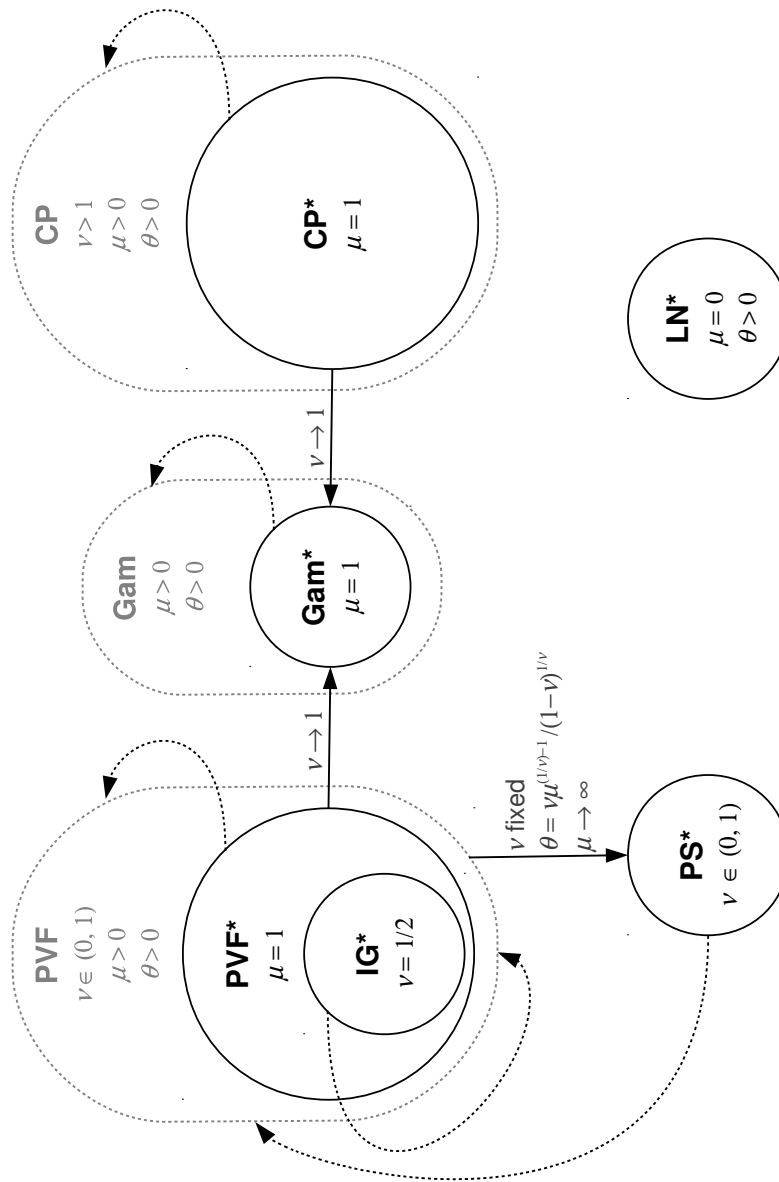 PVF
ν ∈ (0, 1)
μ > 0
θ > 0
PVF*
μ = 1
IG*
ν = 1/2
ν → 1
Gam
μ > 0
θ > 0
Gam*
μ = 1
ν → 1
CP
ν > 1
μ > 0
θ > 0
CP*
μ = 1
ν fixed
θ = νμ^{(1/ν)−1}/(1−ν)^{1/ν}
μ → ∞
PS*
ν ∈ (0, 1)
LN*
μ = 0
θ > 0